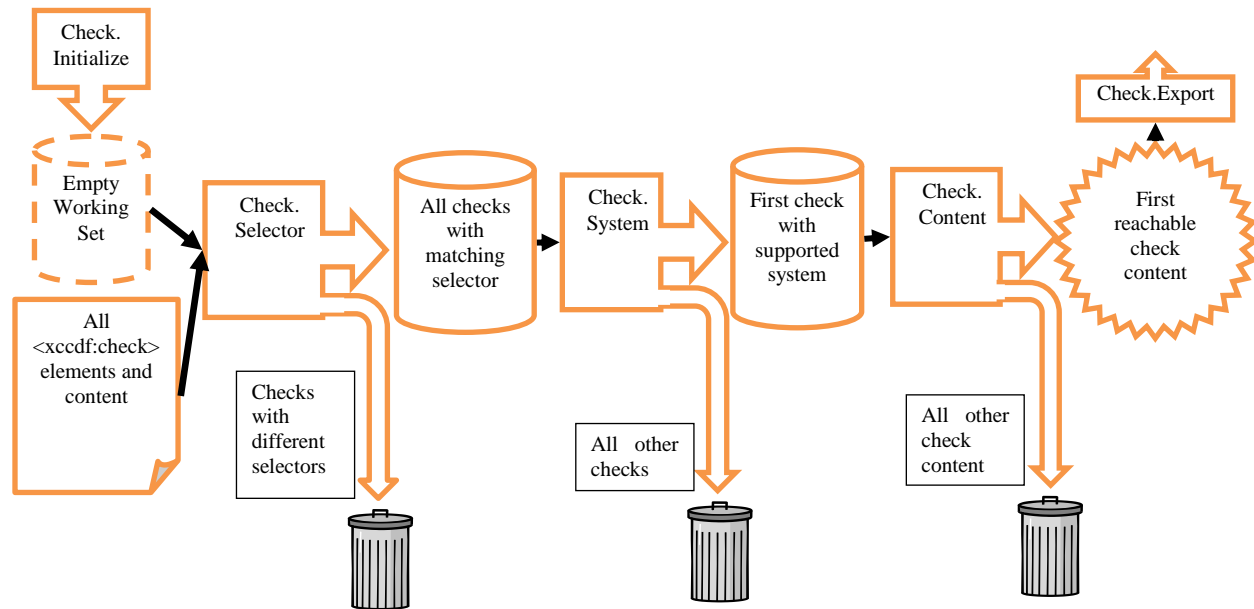 Check.
Initialize
Empty
Working
Set
All
<xccdf:check>
elements and
content
Check.
Selector
Checks
with
different
selectors
All checks
with
matching
selector
Check.
System
All other
checks
First check
with
supported
system
Check.
Content
All other
check
content
First
reachable
check
content
Check.Export